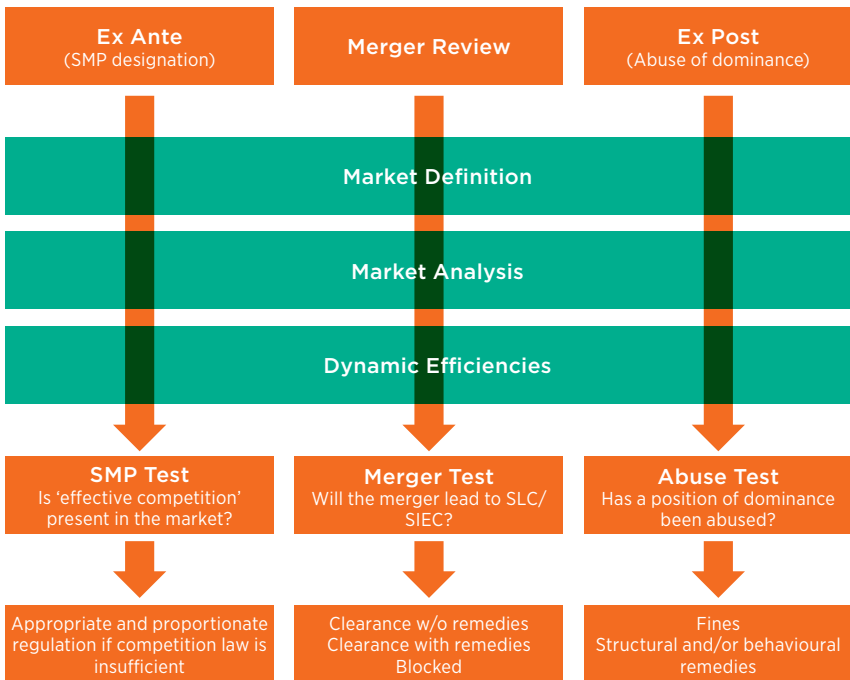 Ex Ante
(SMP designation)
Merger Review
Ex Post
(Abuse of dominance)
Market Definition
Market Analysis
Dynamic Efficiencies
SMP Test
Is ‘effective competition’
present in the market?
Merger Test
Will the merger lead to SLC/
SIEC?
Abuse Test
Has a position of dominance
been abused?
Appropriate and proportionate
regulation if competition law is
insufficient
Clearance w/o remedies
Clearance with remedies
Blocked
Fines
Structural and/or behavioural
remedies